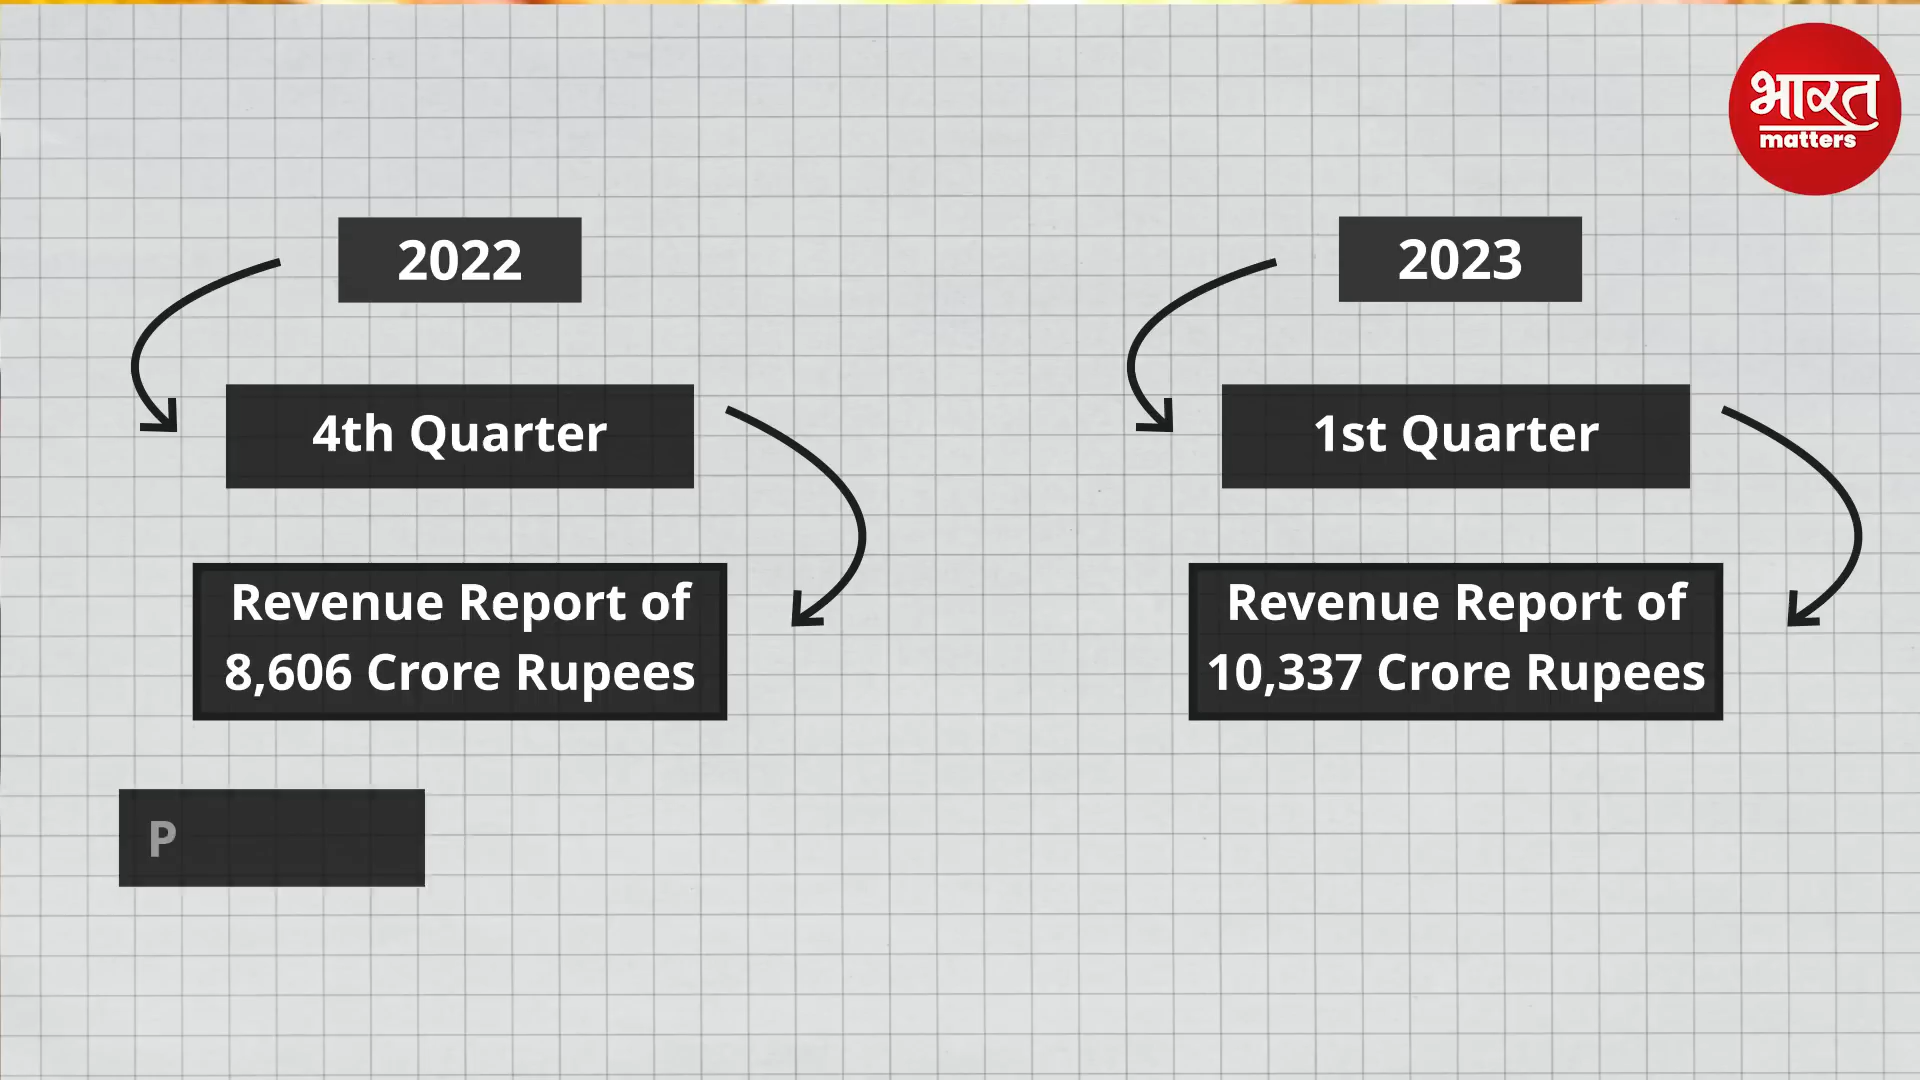 भारत
matters
2022
2023
4th Quarter
1st Quarter
Revenue Report of
8,606 Crore Rupees
Revenue Report of
10,337 Crore Rupees
P